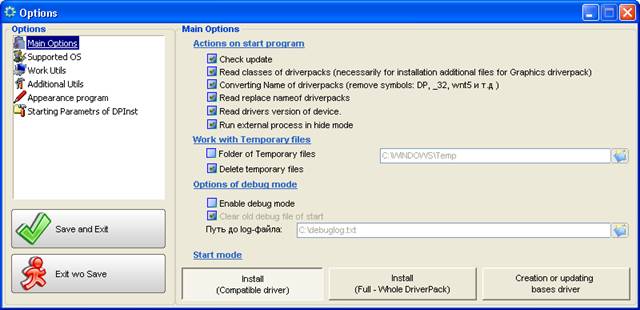 Options
Options
Main Options
Supported OS
Work Utils
Additional Utils
Appearance program
Starting Parametrs of DPInst
Save and Exit
Exit wo Save
Main Options
Actions on start program
Check update
Read classes of driverpacks (necessarily for installation additional files for Graphics driverpack)
Converting Name of driverpacks (remove symbols: DP, _32, wnt5 и т.д )
Read replace nameof driverpacks
Read drivers version of device.
Run external process in hide mode
Work with Temporary files
Folder of Temporary files
C:\WINDOWS\Temp
Delete temporary files
Options of debug mode
Enable debug mode
Clear old debug file of start
Путь до log-файла:
C:\debuglog.txt
Start mode
Install
(Compatible driver)
Install
(Full - Whole DriverPack)
Creation or updating
bases driver